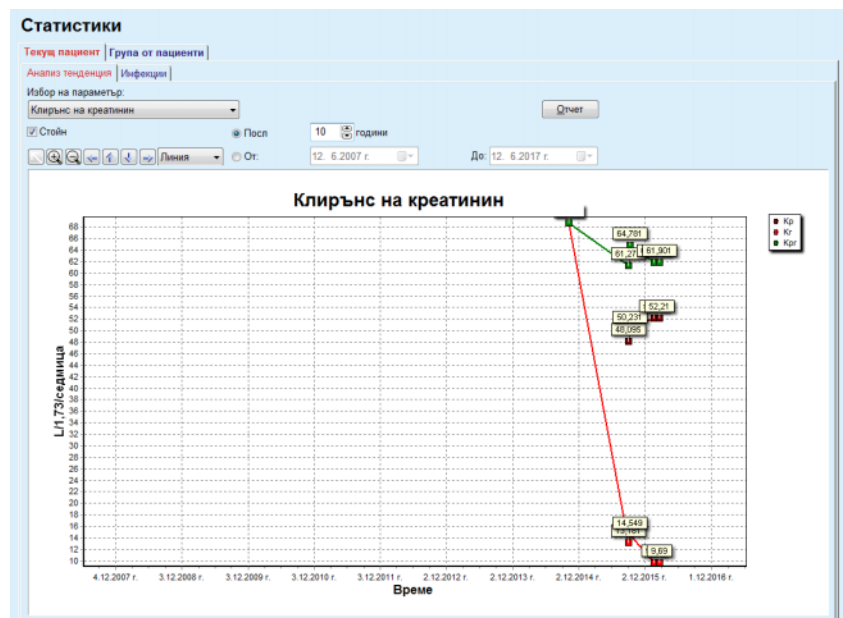 Статистики
Текущ пациент Група от пациенти
Анализ тенденция Инфекции
Избор на параметър:
Клирънс на креатинин
Отчет
Стойн
Посл 10 години
Линия От: 12. 6.2007 г. До: 12. 6.2017 г.
Клирънс на креатинин
Кр
Кг
Крг
68
66
64
62
60
58
56
54
52
50
48
46
44
42
40
38
36
34
32
30
28
26
24
22
20
18
16
14
12
10
L/1,73/седмица
64,781
61,27
61,901
52,21
50,231
48,095
14,549
9,69
4.12.2007 г. 3.12.2008 г. 3.12.2009 г. 3.12.2010 г. 3.12.2011 г. 2.12.2012 г. 2.12.2013 г. 2.12.2014 г. 2.12.2015 г. 1.12.2016 г.
Време